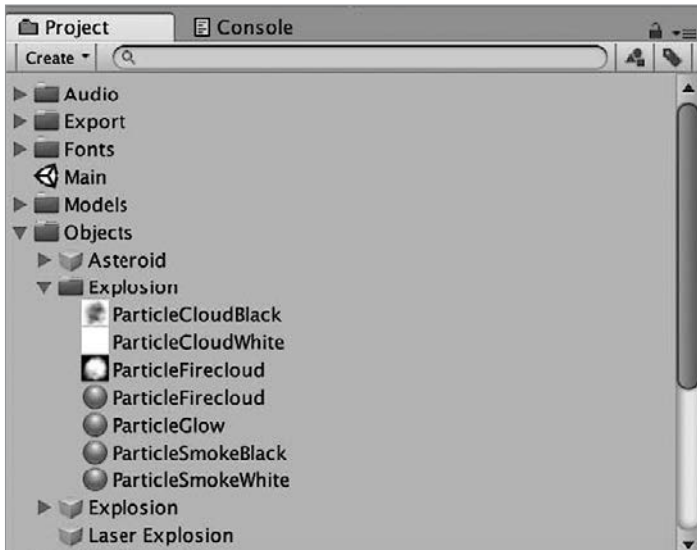 Project Console
Create
Audio
Export
Fonts
Main
Models
Objects
Asteroid
Explosion
ParticleCloudBlack
ParticleCloudWhite
ParticleFirecloud
ParticleFirecloud
ParticleGlow
ParticleSmokeBlack
ParticleSmokeWhite
Explosion
Laser Explosion